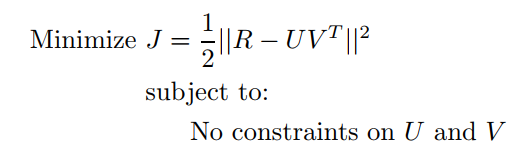 Minimize J = 1/2 ||R − UV^T||^2
subject to:
No constraints on U and V